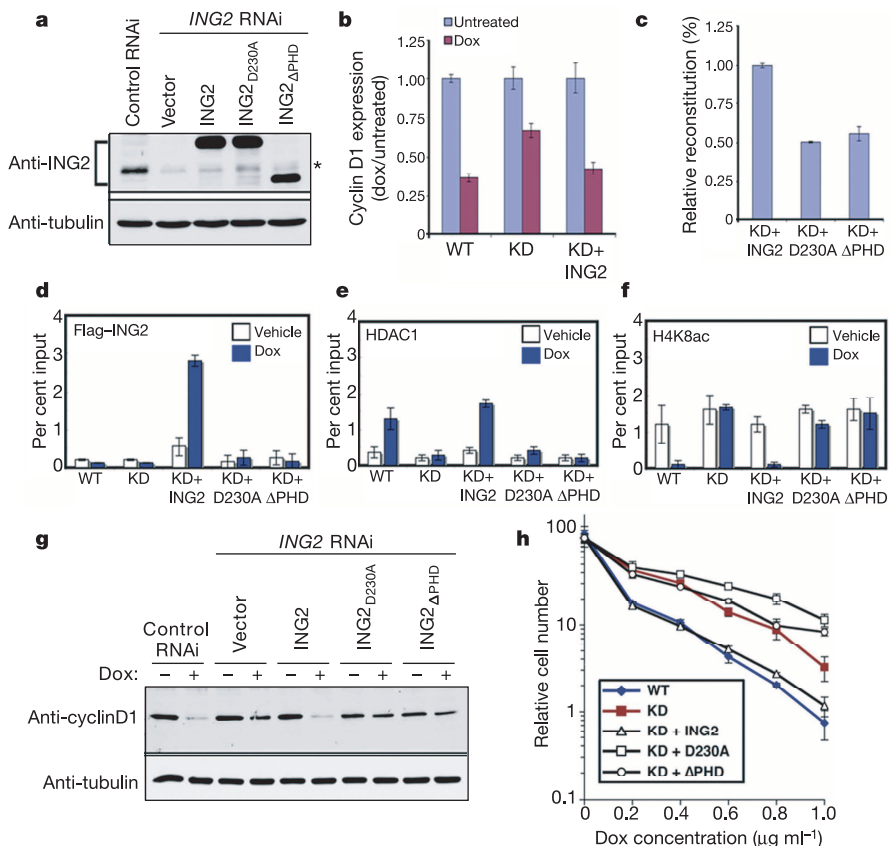 a
ING2 RNAi
Control RNAi
Vector
ING2
ING2D230A
ING2ΔPHD
Anti-ING2
*
Anti-tubulin
b
Untreated
Dox
Cyclin D1 expression
(dox/untreated)
1.25
1.00
0.75
0.50
0.25
0
WT
KD
KD+
ING2
c
Relative reconstitution (%)
1.25
1.00
0.75
0.50
0.25
0
KD+ KD+ KD+
ING2 D230A ΔPHD
d
Flag–ING2
Vehicle
Dox
Per cent input
4
3
2
1
0
WT KD KD+ KD+ KD+
ING2 D230A ΔPHD
e
HDAC1
Vehicle
Dox
Per cent input
4
3
2
1
0
WT KD KD+ KD+ KD+
ING2 D230A ΔPHD
f
H4K8ac
Vehicle
Dox
Per cent input
4
3
2
1
0
WT KD KD+ KD+ KD+
ING2 D230A ΔPHD
g
ING2 RNAi
Control
RNAi
Vector
ING2
ING2D230A
ING2ΔPHD
Dox: – + – + – + – + – +
Anti-cyclinD1
Anti-tubulin
h
Relative cell number
100
10
1
0.1
WT
KD
KD + ING2
KD + D230A
KD + ΔPHD
0 0.2 0.4 0.6 0.8 1.0
Dox concentration (μg ml–1)